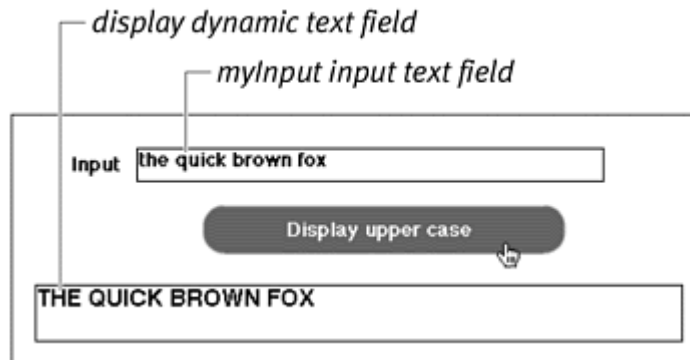 display dynamic text field
myInput input text field
Input the quick brown fox
Display upper case
THE QUICK BROWN FOX